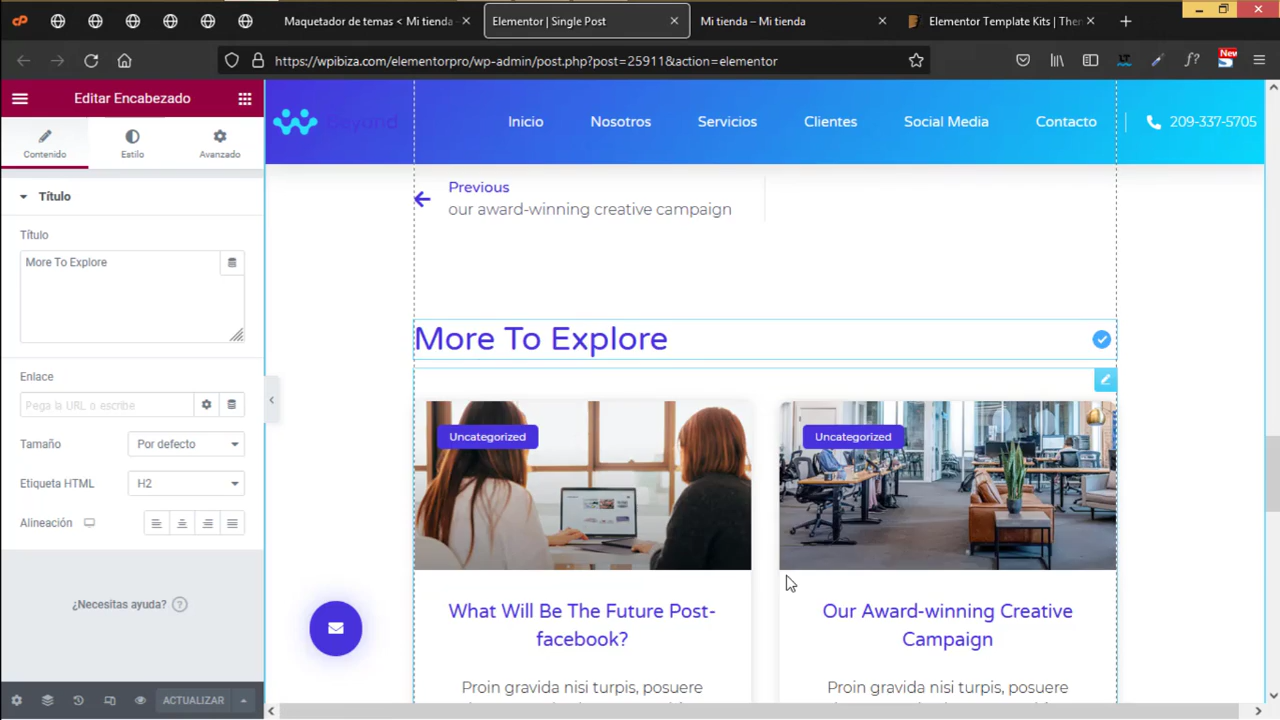 Maquetador de temas < Mi tienda -
Elementor | Single Post
Mi tienda – Mi tienda
Elementor Template Kits | Then
https://wpibiza.com/elementorpro/wp-admin/post.php?post=25911&action=elementor
New
Editar Encabezado
Contenido
Estilo
Avanzado
Título
Título
More To Explore
Enlace
Pega la URL o escribe
Tamaño
Por defecto
Etiqueta HTML
H2
Alineación
¿Necesitas ayuda?
ACTUALIZAR
Beyond
Inicio
Nosotros
Servicios
Clientes
Social Media
Contacto
209-337-5705
Previous
our award-winning creative campaign
More To Explore
Uncategorized
Uncategorized
What Will Be The Future Post-
facebook?
Our Award-winning Creative
Campaign
Proin gravida nisi turpis, posuere
Proin gravida nisi turpis, posuere